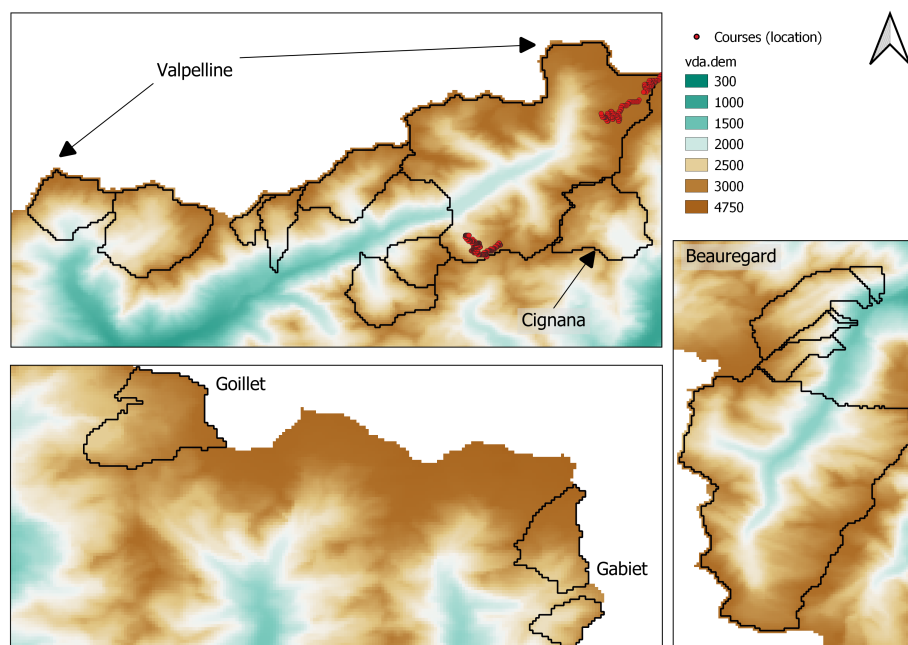 Valpelline
Cignana
Courses (location)
vda.dem
300
1000
1500
2000
2500
3000
4750
Beauregard
Goillet
Gabiet